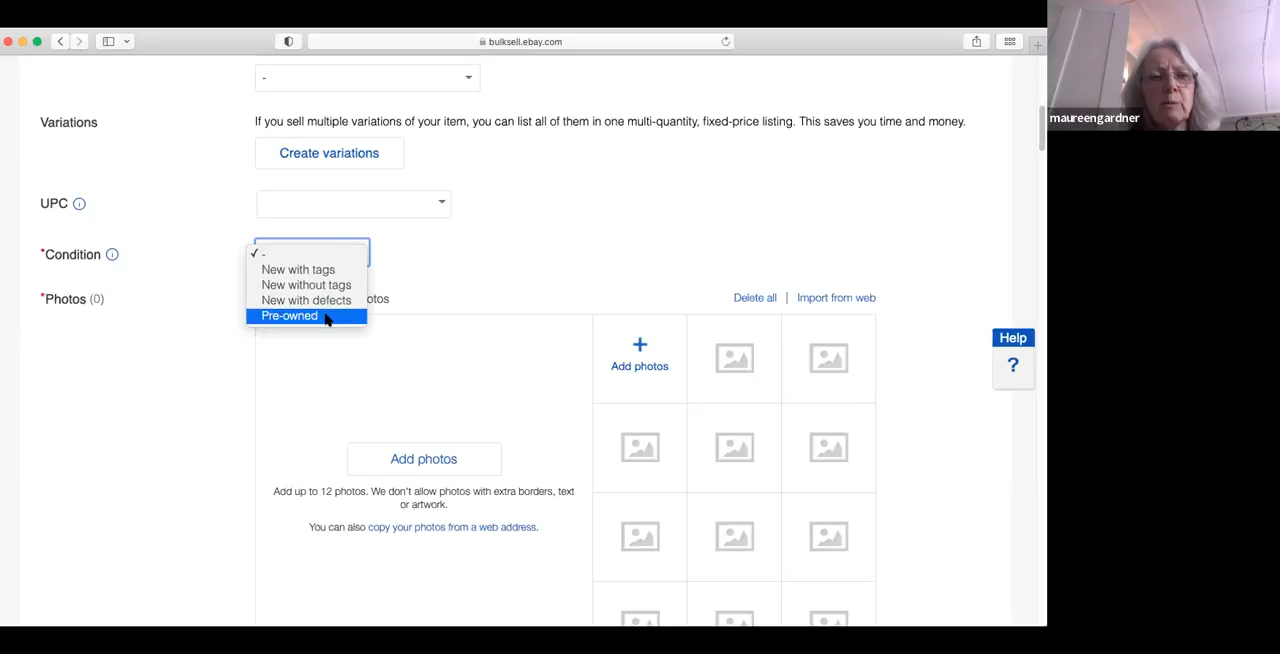 bulksell.ebay.com
maureengardner
-
Variations
If you sell multiple variations of your item, you can list all of them in one multi-quantity, fixed-price listing. This saves you time and money.
Create variations
UPC
*Condition
✓ -
New with tags
New without tags
New with defects
Pre-owned
*Photos (0)
otos
Delete all | Import from web
+
Add photos
Add photos
Add up to 12 photos. We don't allow photos with extra borders, text
or artwork.
You can also copy your photos from a web address.
Help
?